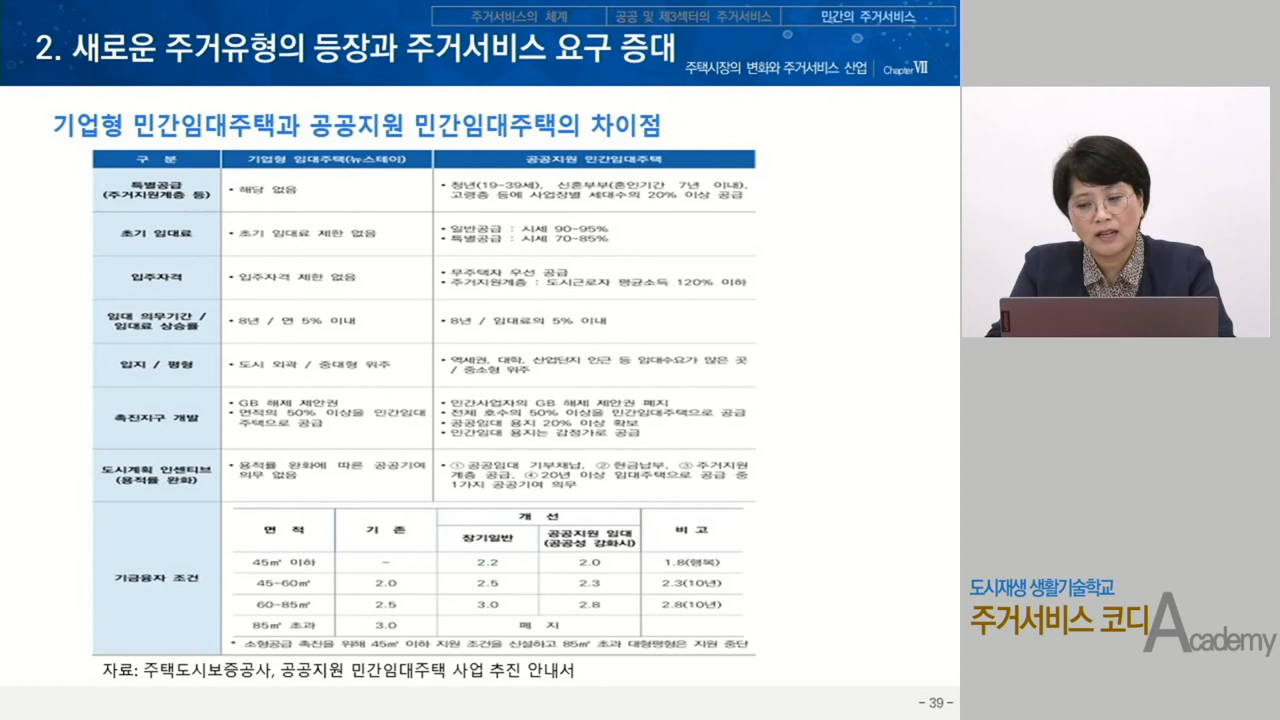 주거서비스의 체계 공공 및 제3섹터의 주거서비스 민간의 주거서비스
2. 새로운 주거유형의 등장과 주거서비스 요구 증대
주택시장의 변화와 주거서비스 산업 Chapter Ⅶ
기업형 민간임대주택과 공공지원 민간임대주택의 차이점
구 분 기업형 임대주택(뉴스테이) 공공지원 민간임대주택
특별공급
(주거지원계층 등)
• 해당 없음
• 청년(19-39세), 신혼부부(혼인기간 7년 이내),
고령층 등에 사업장별 세대수의 20% 이상 공급
초기 임대료
• 초기 임대료 제한 없음
• 일반공급 : 시세 90-95%
• 특별공급 : 시세 70-85%
입주자격
• 입주자격 제한 없음
• 무주택자 우선 공급
• 주거지원계층 : 도시근로자 평균소득 120% 이하
임대 의무기간 /
임대료 상승률
• 8년 / 연 5% 이내
• 8년 / 임대료의 5% 이내
입지 / 평형
• 도시 외곽 / 중대형 위주
• 역세권, 대학, 산업단지 인근 등 임대수요가 많은 곳
/ 중소형 위주
촉진지구 개발
• GB 해제 제안권
• 면적의 50% 이상을 민간임대
주택으로 공급
• 민간사업자의 GB 해제 제안권 폐지
• 전체 호수의 50% 이상을 민간임대주택으로 공급
• 공공임대 용지 20% 이상 확보
• 민간임대 용지는 감정가로 공급
도시계획 인센티브
(용적률 완화)
• 용적률 완화에 따른 공공기여
의무 없음
• ①공공임대 기부채납, ②현금납부, ③주거지원
계층 공급, ④20년 이상 임대주택으로 공급 중
1가지 공공기여 의무
기금융자 조건
면 적 기 존 개 선 비 고
장기일반 공공지원 임대
(공공성 강화시)
45㎡ 이하 - 2.2 2.0 1.8(행복)
45-60㎡ 2.0 2.5 2.3 2.3(10년)
60-85㎡ 2.5 3.0 2.8 2.8(10년)
85㎡ 초과 3.0 폐 지
* 소형공급 촉진을 위해 45㎡ 이하 지원 조건을 신설하고 85㎡ 초과 대형평형은 지원 중단
자료: 주택도시보증공사, 공공지원 민간임대주택 사업 추진 안내서
- 39 -
도시재생 생활기술학교
주거서비스 코디 Academy